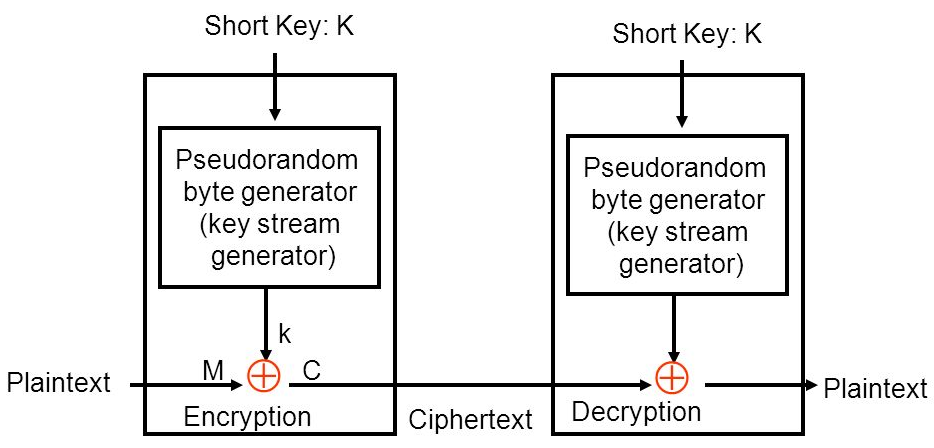 Short Key: K
Short Key: K
Pseudorandom
byte generator
(key stream
generator)
Pseudorandom
byte generator
(key stream
generator)
k
M
C
Plaintext
Encryption
Ciphertext
Decryption
Plaintext